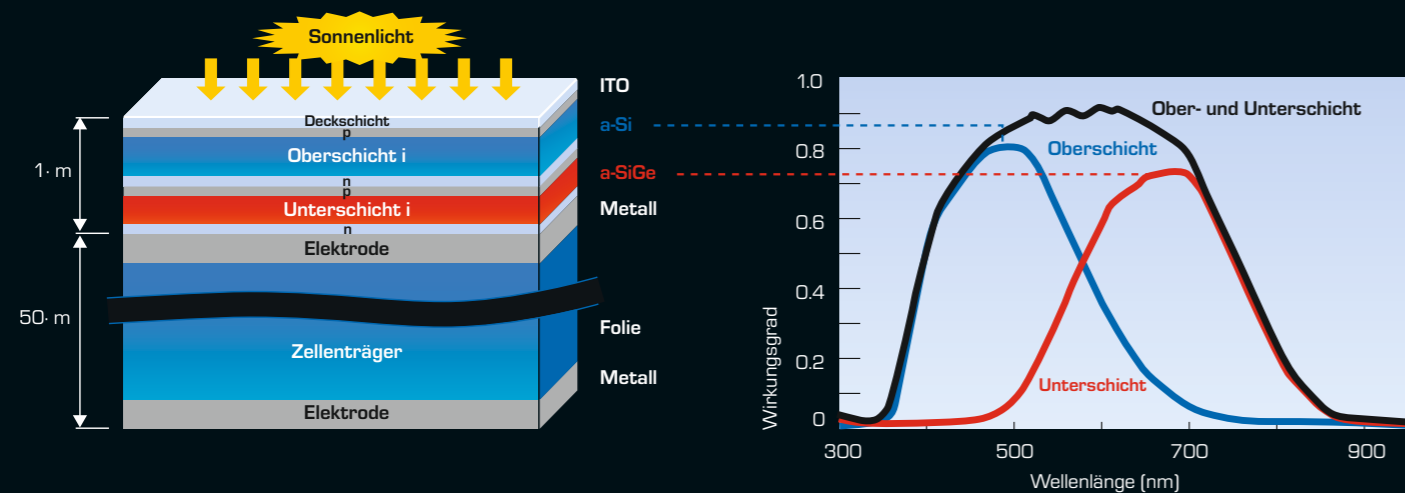 Sonnenlicht
ITO
a-Si
a-SiGe
Metall
Folie
Metall
Deckschicht
p
Oberschicht i
n
p
Unterschicht i
n
Elektrode
Zellenträger
Elektrode
1· m
50· m
1.0
0.8
0.6
0.4
0.2
0
Wirkungsgrad
Ober- und Unterschicht
Oberschicht
Unterschicht
300
500
700
900
Wellenlänge (nm)